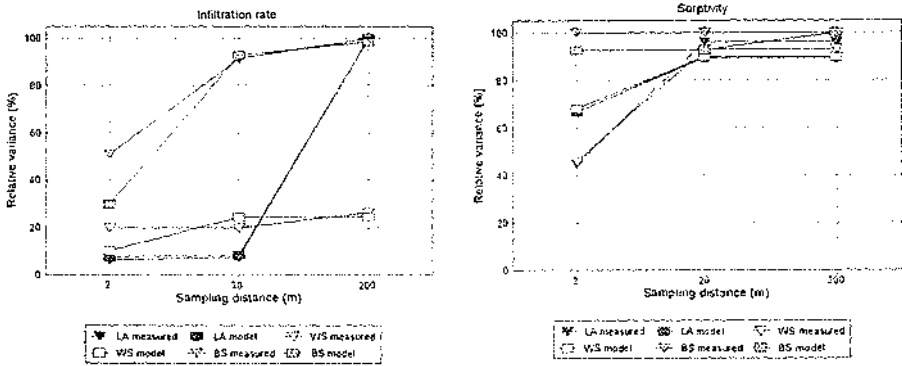 Infiltration rate
100
80
60
40
20
0
Relative variance (%)
2
10
200
Sampling distance (m)
LA measured LA model WS measured
WS model BS measured BS model
Sorptivity
100
80
60
40
20
0
Relative variance [%]
2
20
200
Sampling distance (m)
LA measured LA model WS measured
WS model BS measured BS model